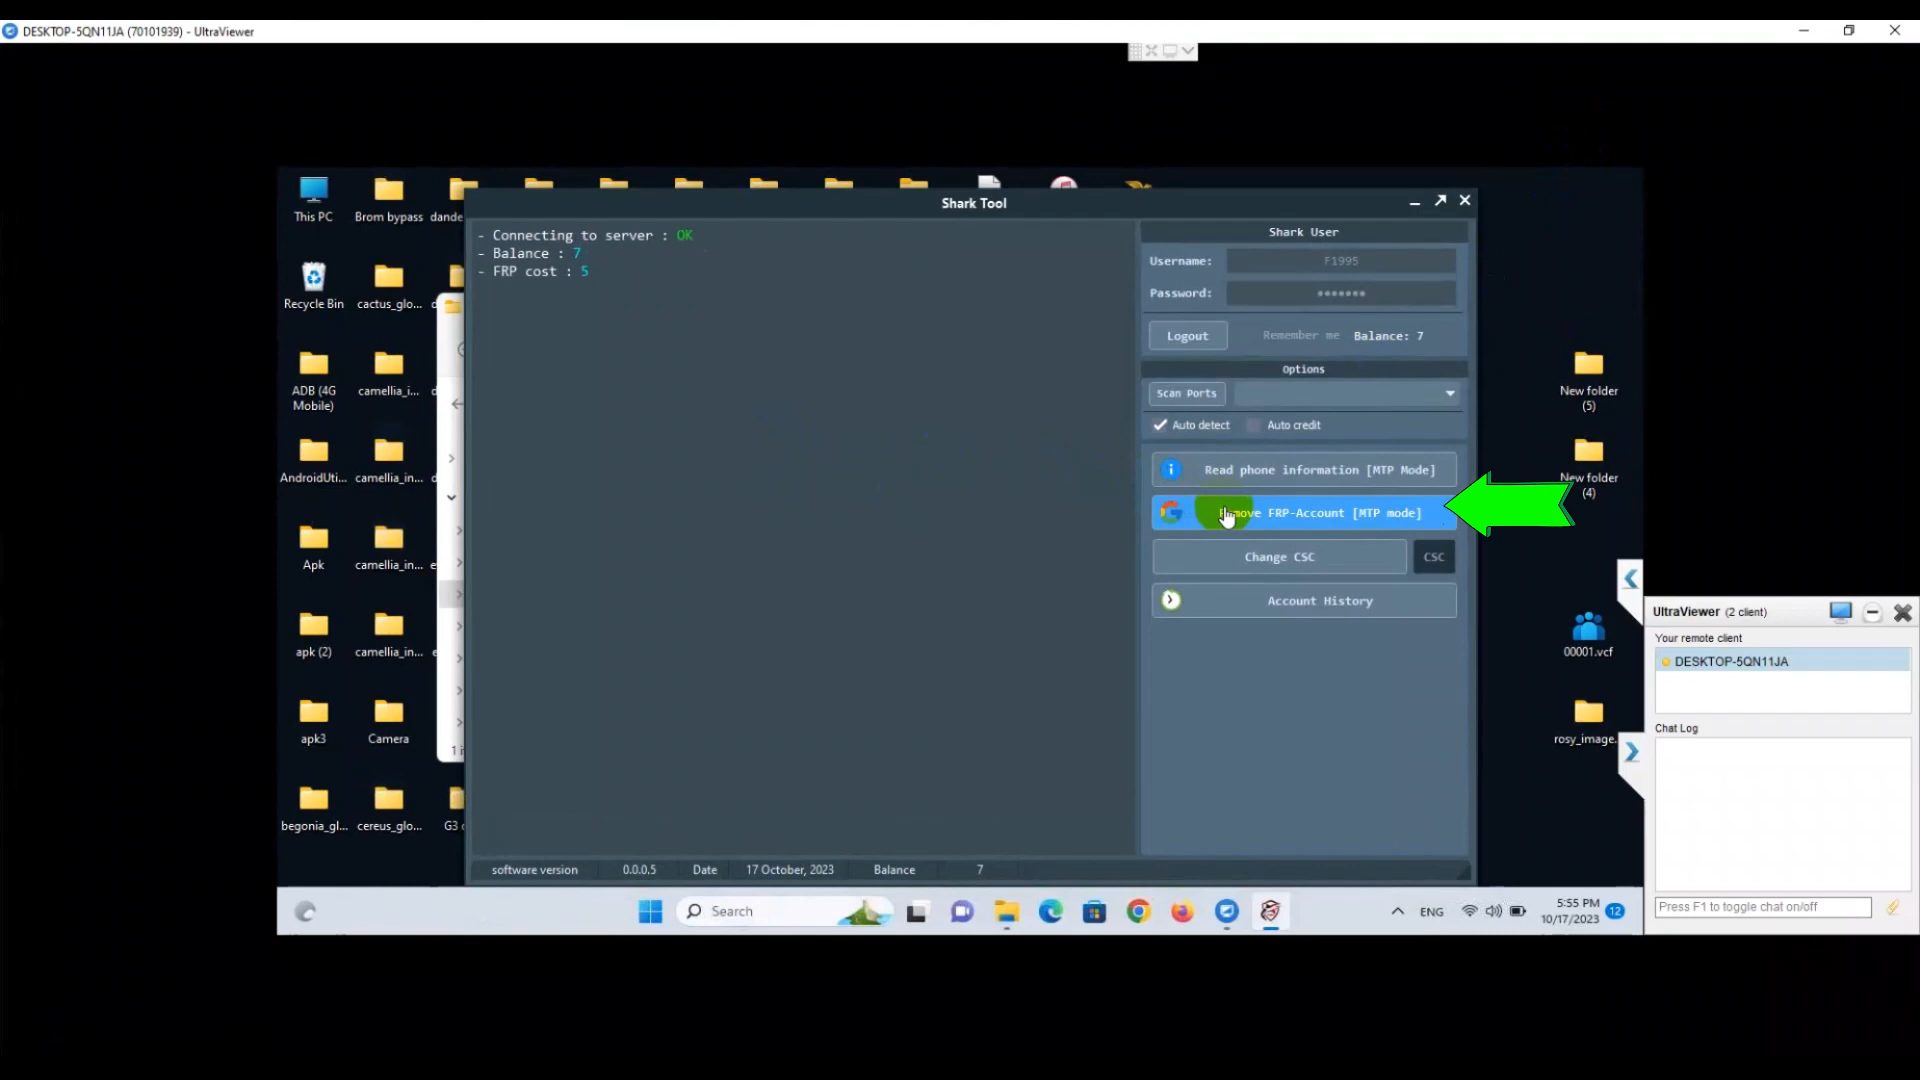 DESKTOP-5QN11JA (70101939) - UltraViewer
This PC
Brom bypass
dande
Recycle Bin
cactus_glo...
ADB (4G
Mobile)
camellia_i...
AndroidUti...
camellia_in...
Apk
camellia_in...
apk (2)
camellia_in...
apk3
Camera
begonia_gl...
cereus_glo...
G3
Shark Tool
- Connecting to server : OK
- Balance : 7
- FRP cost : 5
Shark User
Username:
F1995
Password:
Logout
Remember me
Balance: 7
Options
Scan Ports
Auto detect
Auto credit
Read phone information [MTP Mode]
FRP-Account [MTP mode]
Change CSC
CSC
Account History
software version
0.0.0.5
Date
17 October, 2023
Balance
7
New folder
(5)
New folder
(4)
00001.vcf
rosy_image.
Search
ENG
5:55 PM
10/17/2023
12
UltraViewer (2 client)
Your remote client
DESKTOP-5QN11JA
Chat Log
Press F1 to toggle chat on/off